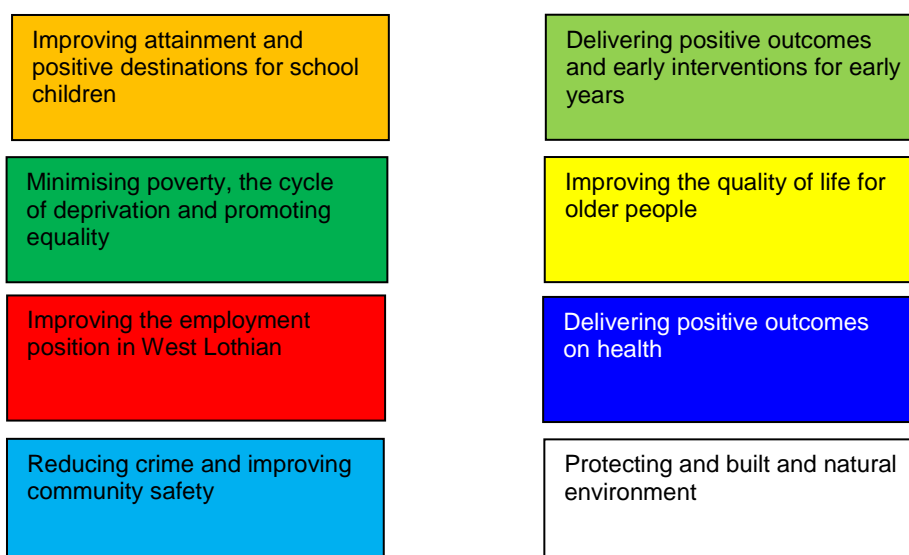 Improving attainment and
positive destinations for school
children
Delivering positive outcomes
and early interventions for early
years
Minimising poverty, the cycle
of deprivation and promoting
equality
Improving the quality of life for
older people
Improving the employment
position in West Lothian
Delivering positive outcomes
on health
Reducing crime and improving
community safety
Protecting and built and natural
environment